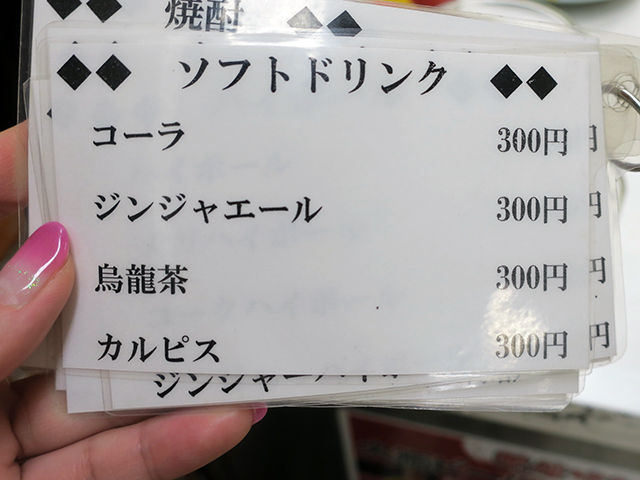 ◆◆ 焼酎 ◆◆
◆◆ ソフトドリンク ◆◆
コーラ 300円
ジンジャエール 300円
烏龍茶 300円
カルピス 300円